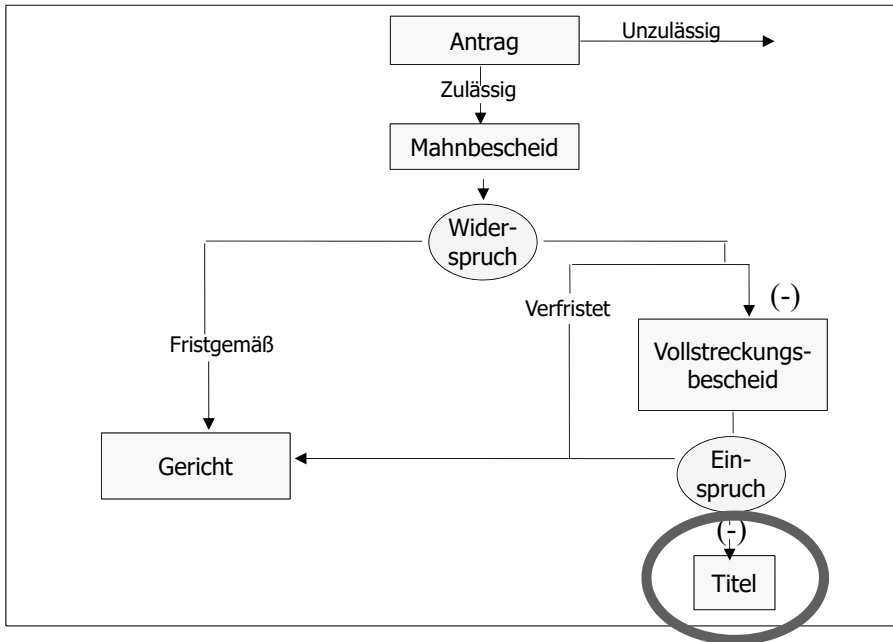 Antrag
Unzulässig
Zulässig
Mahnbescheid
Wider-
spruch
(-)
Verfristet
Fristgemäß
Vollstreckungs-
bescheid
Gericht
Ein-
spruch
(-)
Titel